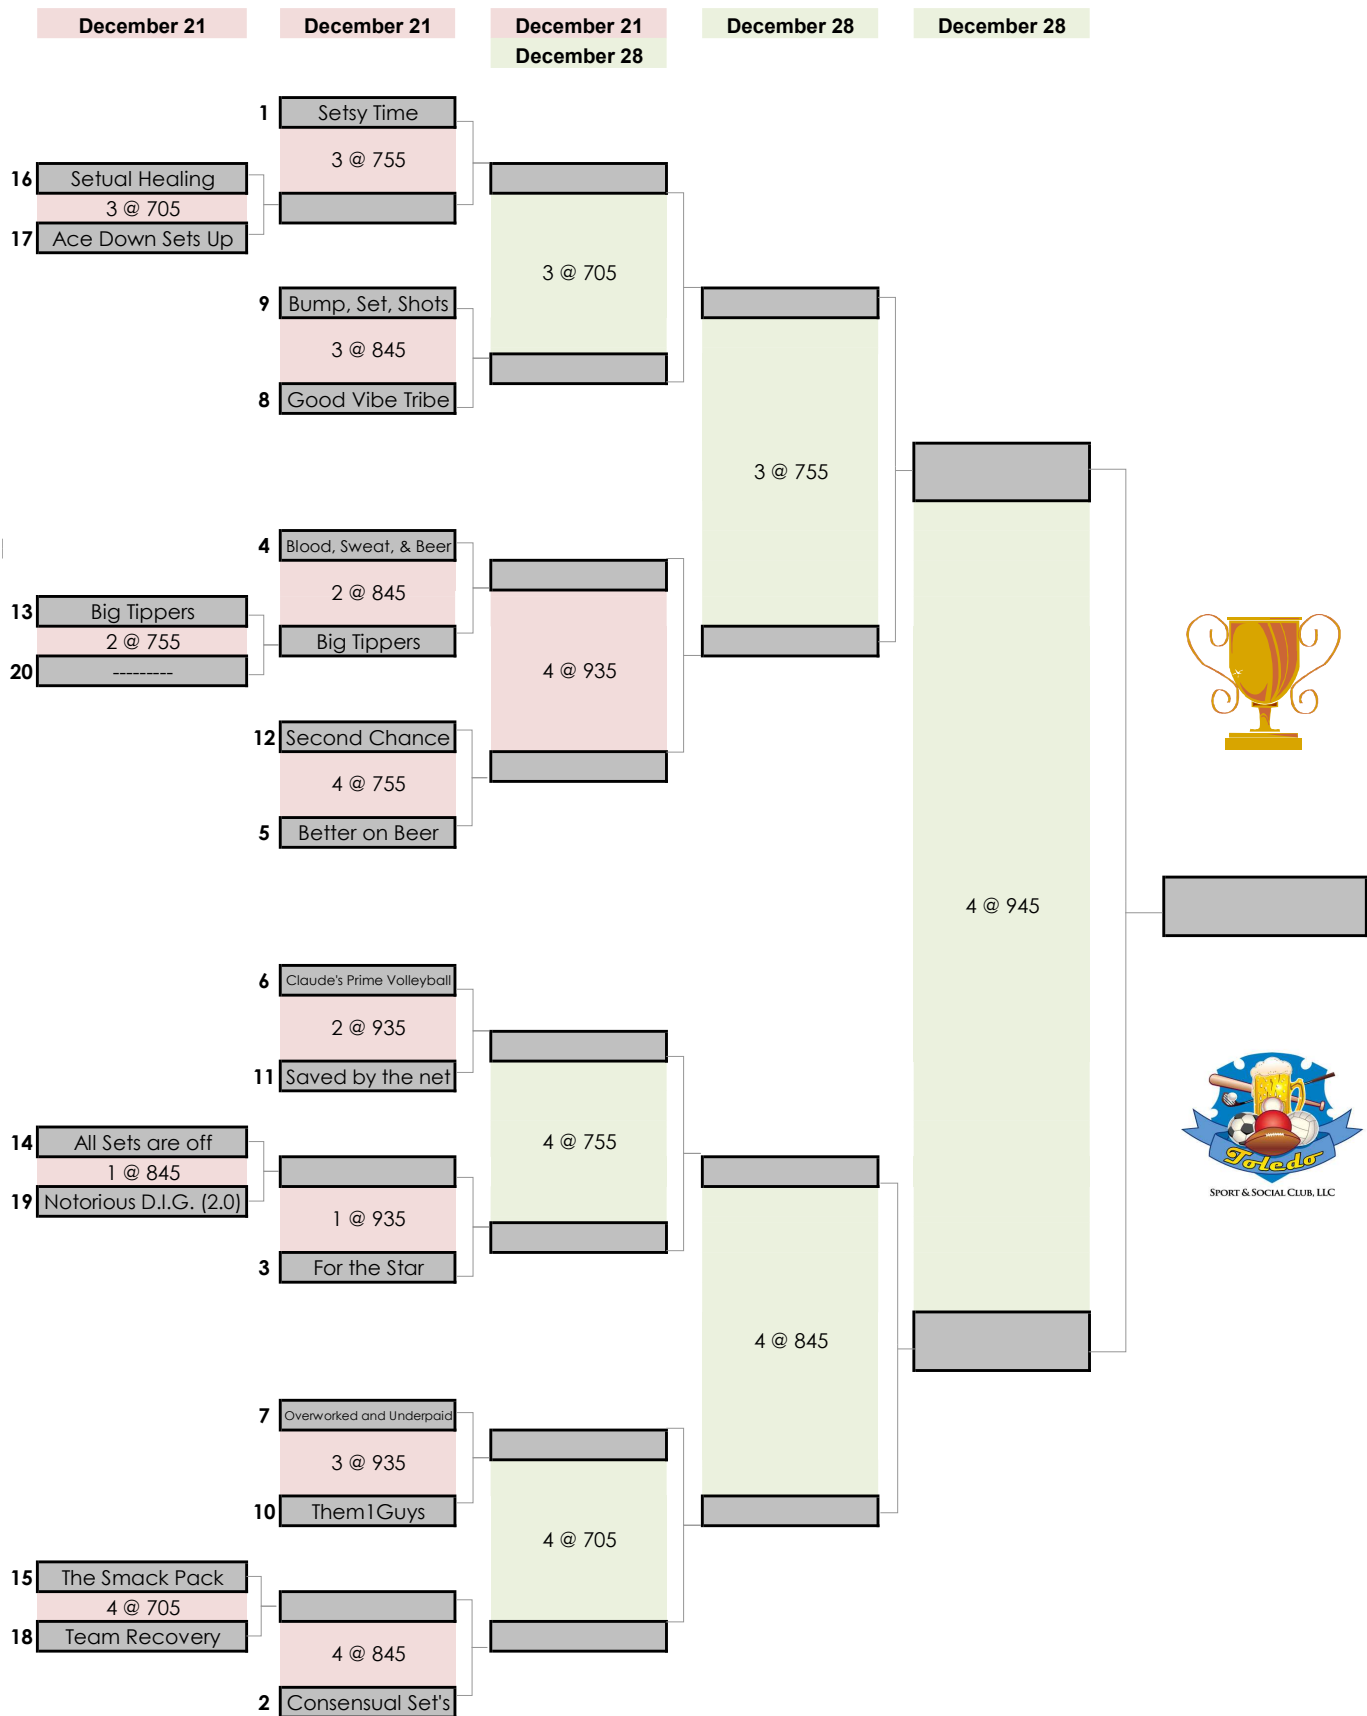 December 21
December 21
December 21
December 28
December 28
December 28
1 Setsy Time
3 @ 755
16 Setual Healing
3 @ 705
17 Ace Down Sets Up
3 @ 705
9 Bump, Set, Shots
3 @ 845
8 Good Vibe Tribe
3 @ 755
4 Blood, Sweat, & Beer
2 @ 845
13 Big Tippers
2 @ 755
Big Tippers
20 ---------
4 @ 935
12 Second Chance
4 @ 755
5 Better on Beer
4 @ 945
6 Claude's Prime Volleyball
2 @ 935
11 Saved by the net
14 All Sets are off
1 @ 845
19 Notorious D.I.G. (2.0)
4 @ 755
1 @ 935
3 For the Star
Toledo
SPORT & SOCIAL CLUB, LLC
4 @ 845
7 Overworked and Underpaid
3 @ 935
10 Them1Guys
4 @ 705
15 The Smack Pack
4 @ 705
18 Team Recovery
4 @ 845
2 Consensual Set's